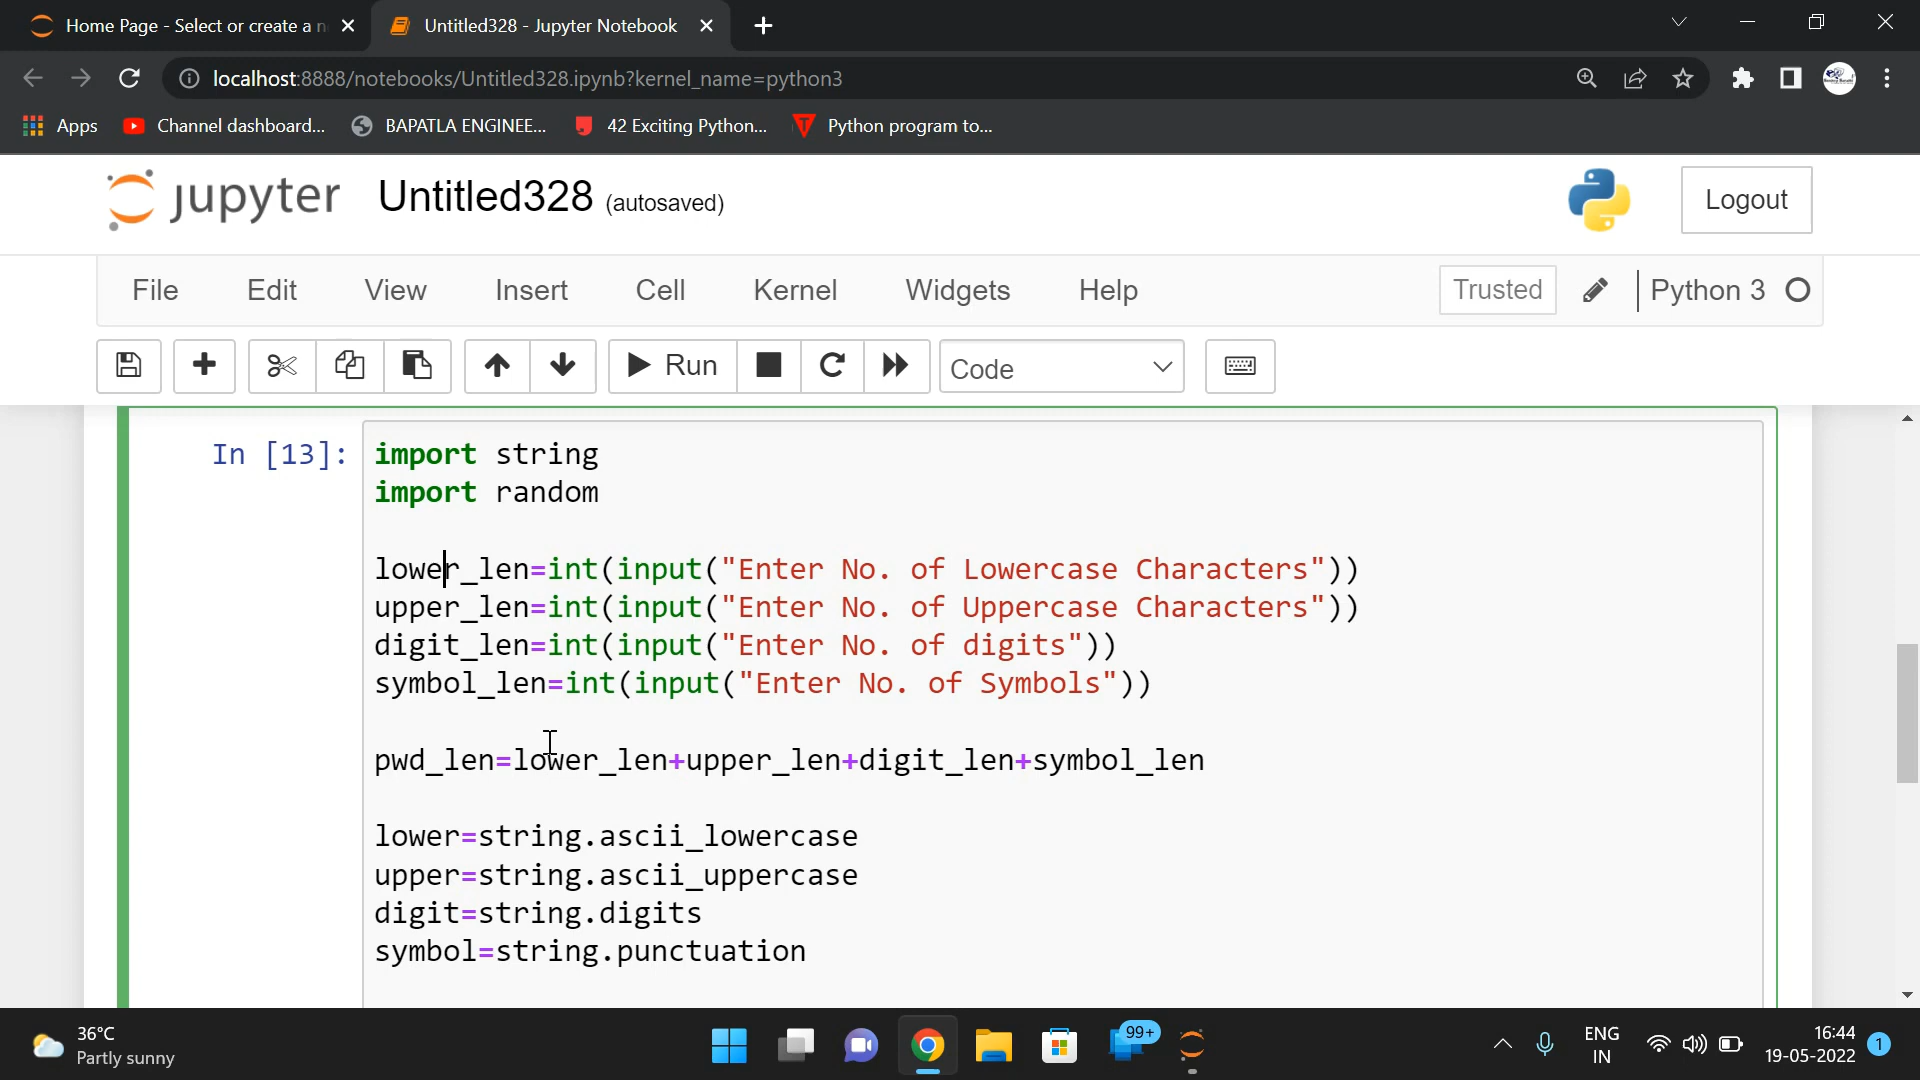 Home Page - Select or create a n
Untitled328 - Jupyter Notebook
localhost:8888/notebooks/Untitled328.ipynb?kernel_name=python3
Apps
Channel dashboard...
BAPATLA ENGINEE...
42 Exciting Python...
Python program to...
jupyter
Untitled328 (autosaved)
Logout
File Edit View Insert Cell Kernel Widgets Help
Trusted
Python 3
Run
Code
In [13]:
import string
import random
lower_len=int(input("Enter No. of Lowercase Characters"))
upper_len=int(input("Enter No. of Uppercase Characters"))
digit_len=int(input("Enter No. of digits"))
symbol_len=int(input("Enter No. of Symbols"))
pwd_len=lower_len+upper_len+digit_len+symbol_len
lower=string.ascii_lowercase
upper=string.ascii_uppercase
digit=string.digits
symbol=string.punctuation
36°C
Partly sunny
99+
ENG
IN
16:44
19-05-2022
1